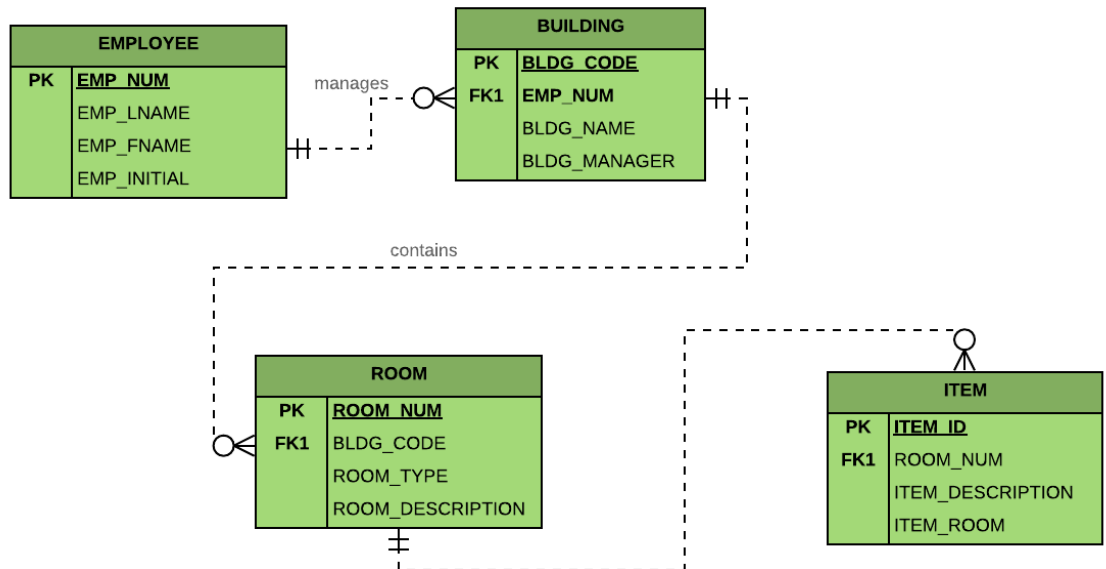 EMPLOYEE
PK EMP_NUM
EMP_LNAME
EMP_FNAME
EMP_INITIAL
manages
BUILDING
PK BLDG_CODE
FK1 EMP_NUM
BLDG_NAME
BLDG_MANAGER
contains
ROOM
PK ROOM_NUM
FK1 BLDG_CODE
ROOM_TYPE
ROOM_DESCRIPTION
ITEM
PK ITEM_ID
FK1 ROOM_NUM
ITEM_DESCRIPTION
ITEM_ROOM